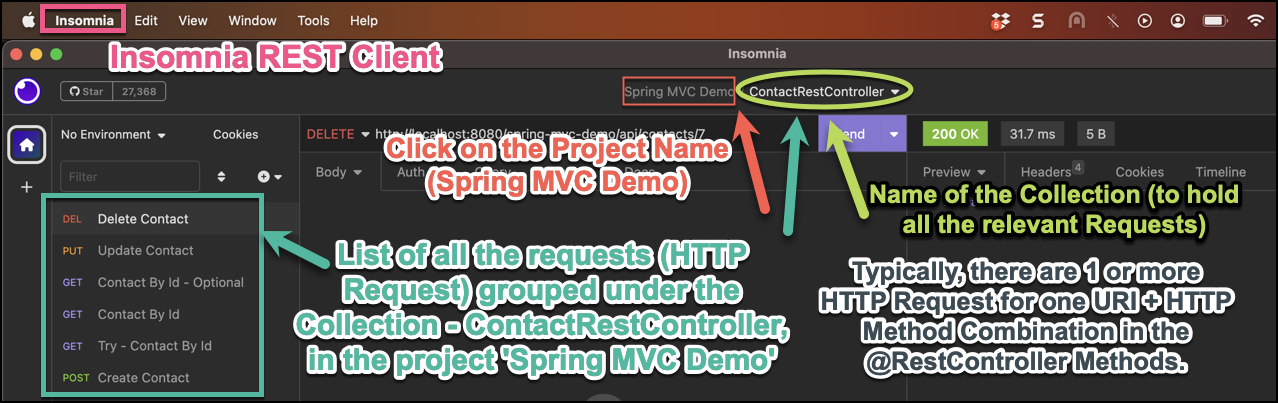 Insomnia Edit View Window Tools Help
5 S
Insomnia REST Client
Insomnia
Star 27,368
Spring MVC Demo ContactRestController
No Environment Cookies
DELETE http://localhost:8080/spring-mvc-demo/api/contacts/7 Send 200 OK 31.7 ms 5 B
Click on the Project Name
(Spring MVC Demo)
Filter
Body Auth Query Docs
Preview Headers 4 Cookies Timeline
Name of the Collection (to hold
all the relevant Requests)
DEL Delete Contact
PUT Update Contact
GET Contact By Id - Optional
GET Contact By Id
GET Try - Contact By Id
POST Create Contact
List of all the requests (HTTP
Request) grouped under the
Collection - ContactRestController,
in the project 'Spring MVC Demo'
Typically, there are 1 or more
HTTP Request for one URI + HTTP
Method Combination in the
@RestController Methods.